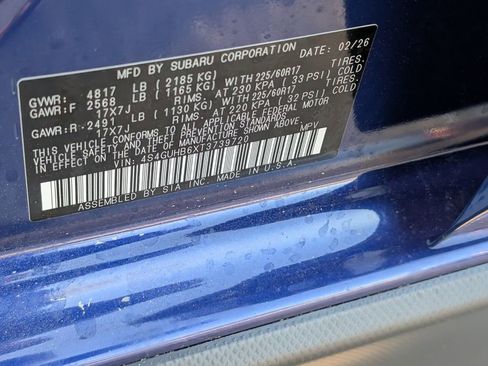 MFD. BY SUBARU CORPORATION DATE: 02/26
GVWR: 4817 LB (2185 KG)
GAWR:F 2568 LB (1165 KG) WITH 225/60R17 TIRES.
17X7J RIMS. AT 230 KPA (33 PSI) COLD
GAWR:R 2491 LB (1130 KG) WITH 225/60R17 TIRES.
17X7J RIMS. AT 220 KPA (32 PSI) COLD
THIS VEHICLE CONFORMS TO ALL APPLICABLE FEDERAL MOTOR
VEHICLE SAFETY, BUMPER, AND THEFT PREVENTION STANDARDS
IN EFFECT ON THE DATE OF MANUFACTURE SHOWN ABOVE.
VIN: 4S4GUHB6XT3739720 MPV
ASSEMBLED BY SIA INC. MADE IN U.S.A.